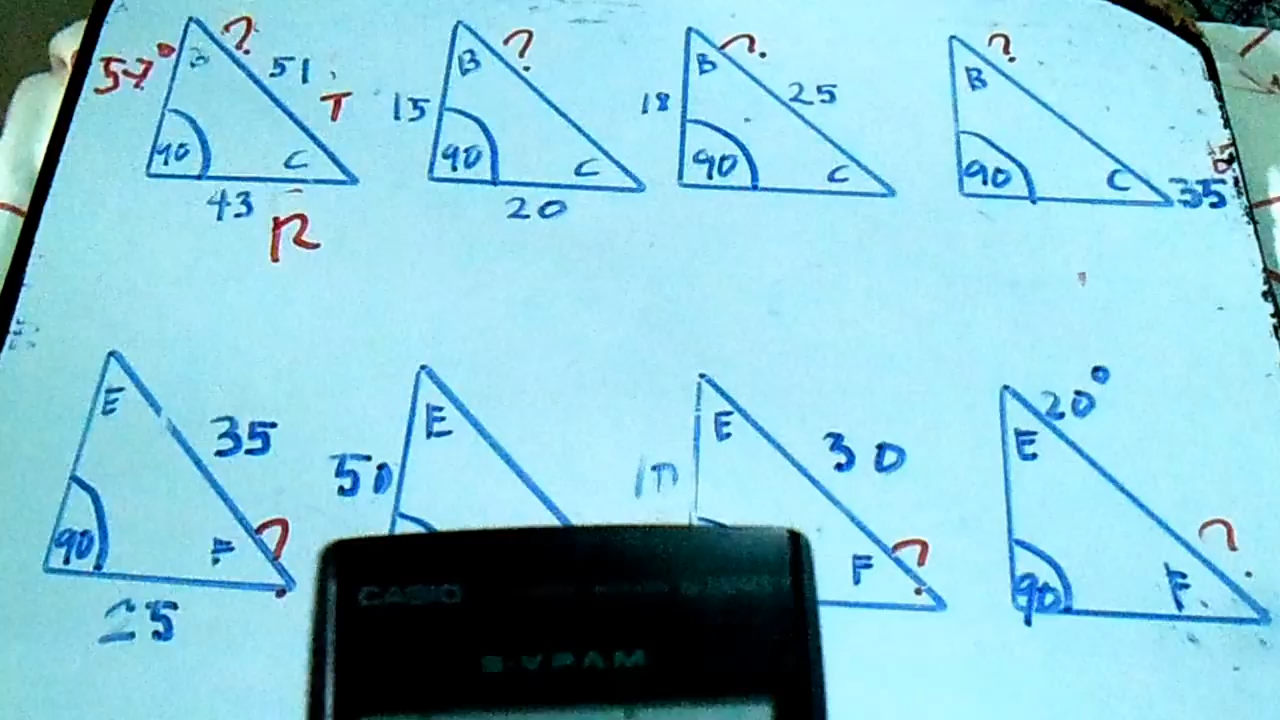 57° ? 51 T
90 C
43 R
B ?
15
90 C
20
B ?
18 25
90 C
B ?
90 C 35
E
35
90 F ?
25
E
50
E
30
F ?
20°
E
90 F ?
CASIO
S-V.P.A.M.